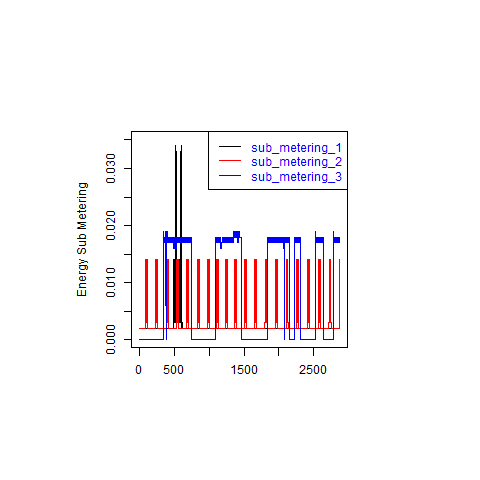 sub_metering_1
sub_metering_2
sub_metering_3
Energy Sub Metering
0.030
0.020
0.010
0.000
0 500 1500 2500